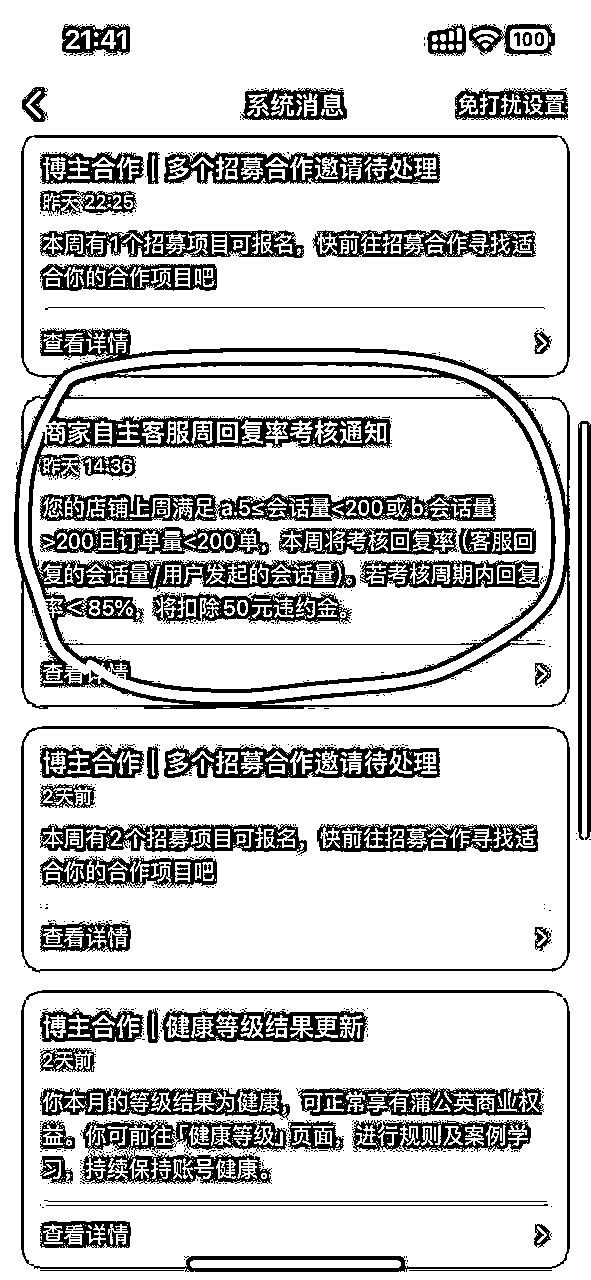 21:41
100
系统消息
免打扰设置
博主合作 | 多个招募合作邀请待处理
昨天 22:25
本周有1个招募项目可报名，快前往招募合作寻找适
合你的合作项目吧
查看详情
商家自主客服周回复率考核通知
昨天 14:36
您的店铺上周满足 a.5≤会话量<200或 b 会话量
>200且订单量<200单，本周将考核回复率（客服回
复的会话量/用户发起的会话量）。若考核周期内回复
率＜85%，将扣除50元违约金。
查看详情
博主合作 | 多个招募合作邀请待处理
2天前
本周有2个招募项目可报名，快前往招募合作寻找适
合你的合作项目吧
查看详情
博主合作 | 健康等级结果更新
2天前
你本月的等级结果为健康，可正常享有蒲公英商业权
益。你可前往「健康等级」页面，进行规则及案例学
习，持续保持账号健康。
查看详情